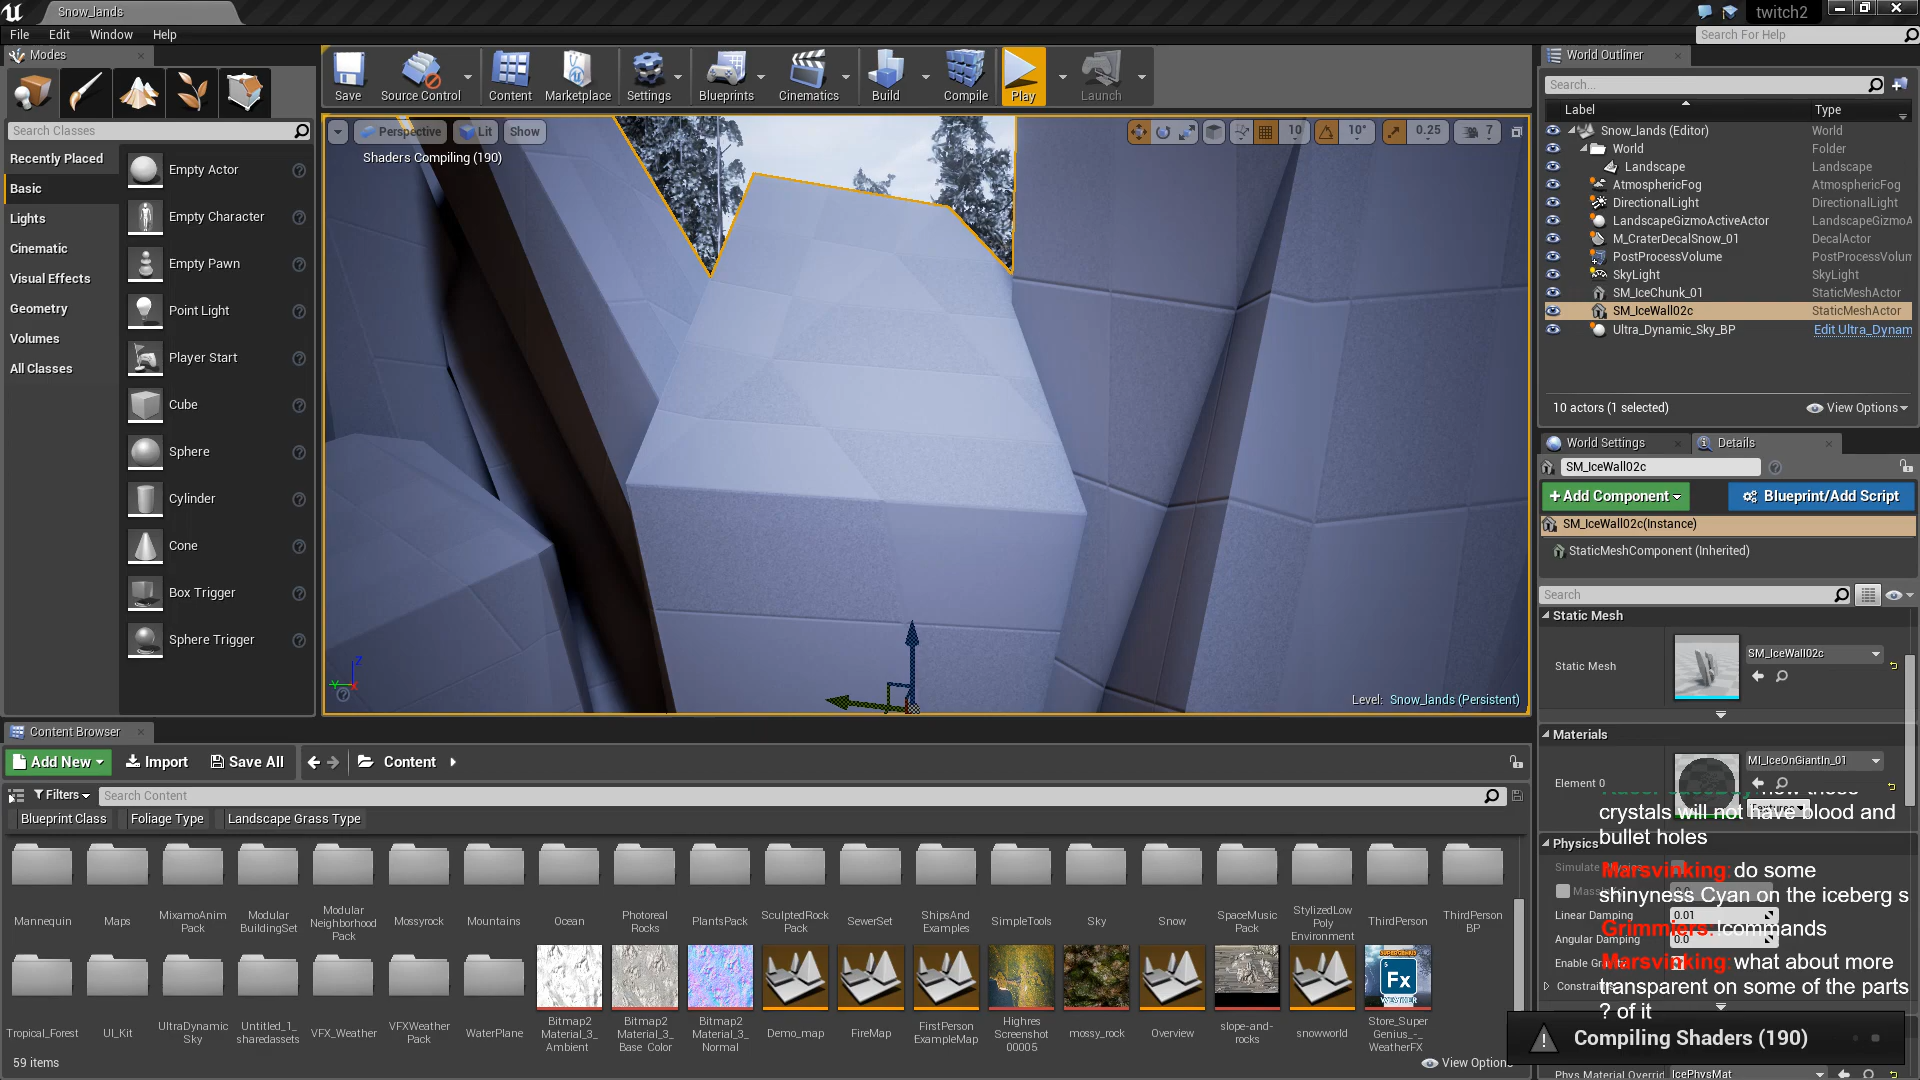 Snow_lands
twitch2
File Edit Window Help
Search For Help
Modes
Search Classes
Recently Placed
Basic
Lights
Cinematic
Visual Effects
Geometry
Volumes
All Classes
Empty Actor
Empty Character
Empty Pawn
Point Light
Player Start
Cube
Sphere
Cylinder
Cone
Box Trigger
Sphere Trigger
Save Source Control Content Marketplace Settings Blueprints Cinematics Build Compile Play Launch
Perspective Lit Show
10 10° 0.25 7
Shaders Compiling (190)
Level: Snow_lands (Persistent)
World Outliner
Search...
Label Type
Snow_lands (Editor) World
World Folder
Landscape Landscape
AtmosphericFog AtmosphericFog
DirectionalLight DirectionalLight
LandscapeGizmoActiveActor LandscapeGizmoA
M_CraterDecalSnow_01 DecalActor
PostProcessVolume PostProcessVolum
SkyLight SkyLight
SM_IceChunk_01 StaticMeshActor
SM_IceWall02c StaticMeshActor
Ultra_Dynamic_Sky_BP Edit Ultra_Dynam
10 actors (1 selected) View Options
World Settings Details
SM_IceWall02c
+Add Component Blueprint/Add Script
SM_IceWall02c(Instance)
StaticMeshComponent (Inherited)
Search
Static Mesh
Static Mesh SM_IceWall02c
Materials
Element 0 MI_IceOnGiantIn_01
crystals will not have blood and
bullet holes
Physics
Marsvinking: do some
shinyness Cyan on the iceberg s
Linear Damping 0.01
Grimmiers: !commands
Angular Damping 0.0
Marsvinking: what about more
transparent on some of the parts
? of it
Compiling Shaders (190)
IcePhysMat
Content Browser
Add New Import Save All Content
Filters Search Content
Blueprint Class Foliage Type Landscape Grass Type
Mannequin
Maps
MixamoAnim
Pack
Modular
BuildingSet
Modular
Neighborhood
Pack
Mossyrock
Mountains
Ocean
Photoreal
Rocks
PlantsPack
SculptedRock
Pack
SewerSet
ShipsAnd
Examples
SimpleTools
Sky
Snow
SpaceMusic
Pack
StylizedLow
Poly
Environment
ThirdPerson
ThirdPerson
BP
Tropical_Forest
UI_Kit
UltraDynamic
Sky
Untitled_1_
sharedassets
VFX_Weather
VFXWeather
Pack
WaterPlane
Bitmap2
Material_3_
Ambient
Bitmap2
Material_3_
Base_Color
Bitmap2
Material_3_
Normal
Demo_map
FireMap
FirstPerson
ExampleMap
Highres
Screenshot
00005
mossy_rock
Overview
slope-and-
rocks
snowworld
Fx
WEATHER
Store_Super
Genius_-_
WeatherFX
59 items View Options